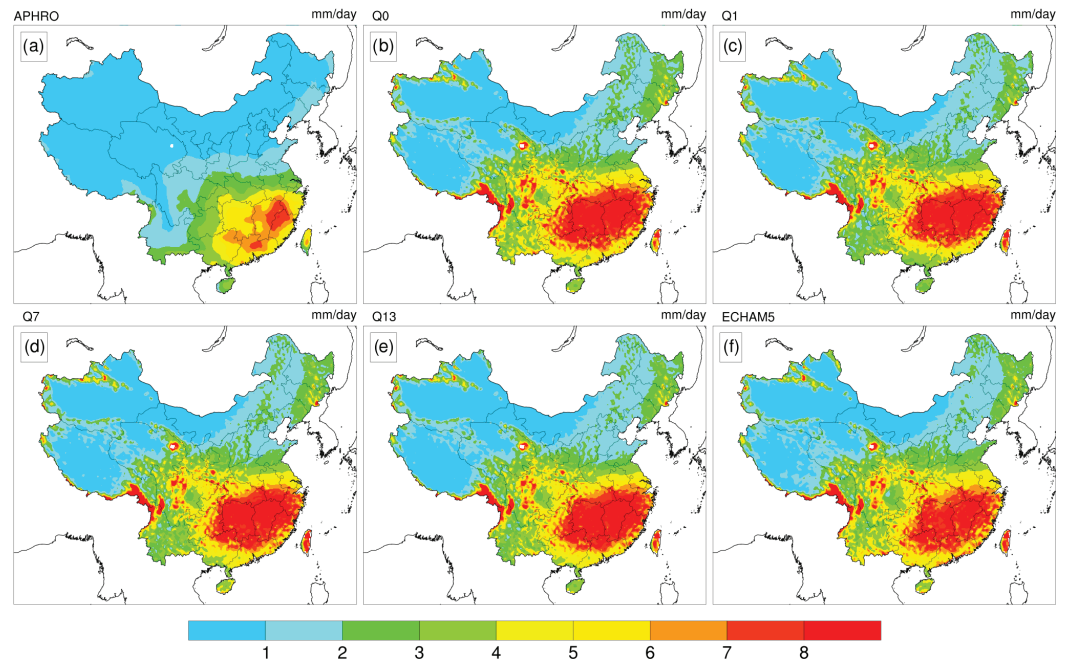 APHRO mm/day Q0 mm/day Q1 mm/day
(a) (b) (c)
Q7 mm/day Q13 mm/day ECHAM5 mm/day
(d) (e) (f)
1 2 3 4 5 6 7 8